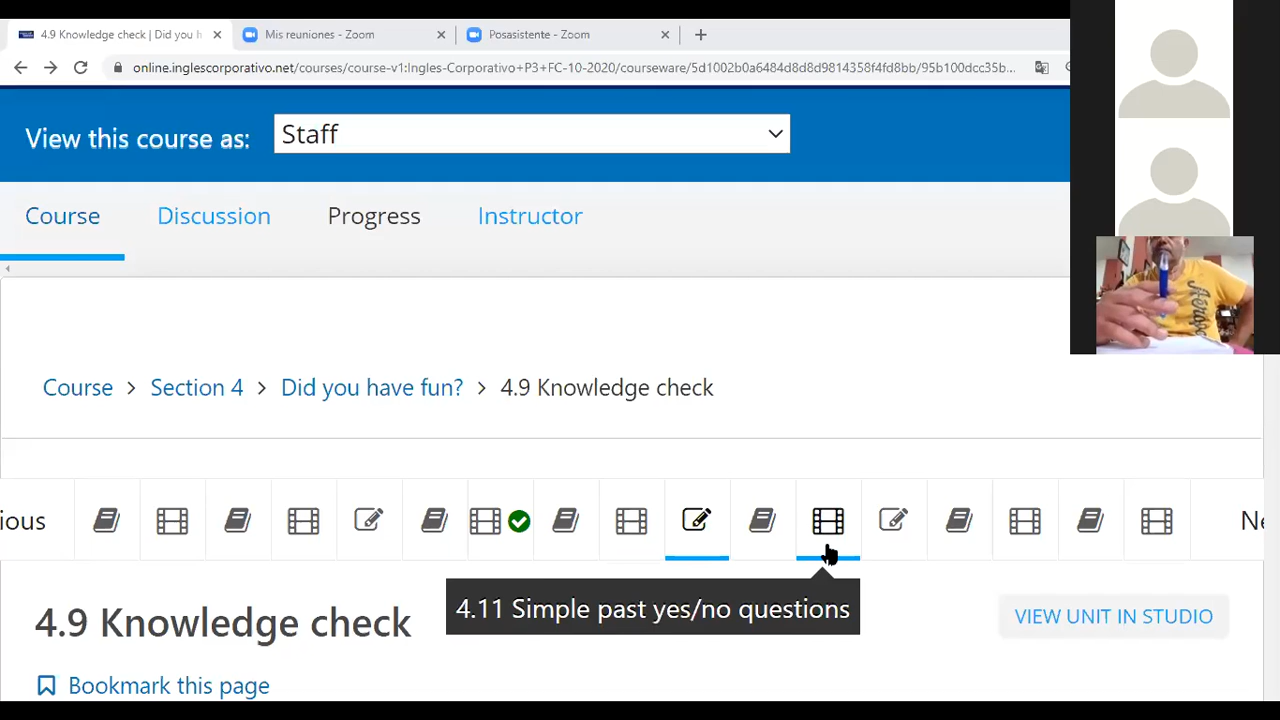 4.9 Knowledge check | Did you h
Mis reuniones - Zoom
Posasistente - Zoom
online.inglescorporativo.net/courses/course-v1:Ingles-Corporativo+P3+FC-10-2020/courseware/5d1002b0a6484d8d8d9814358f4fd8bb/95b100dcc35b...
View this course as:
Staff
Course
Discussion
Progress
Instructor
Course > Section 4 > Did you have fun? > 4.9 Knowledge check
ious
Ne
4.11 Simple past yes/no questions
4.9 Knowledge check
VIEW UNIT IN STUDIO
Bookmark this page